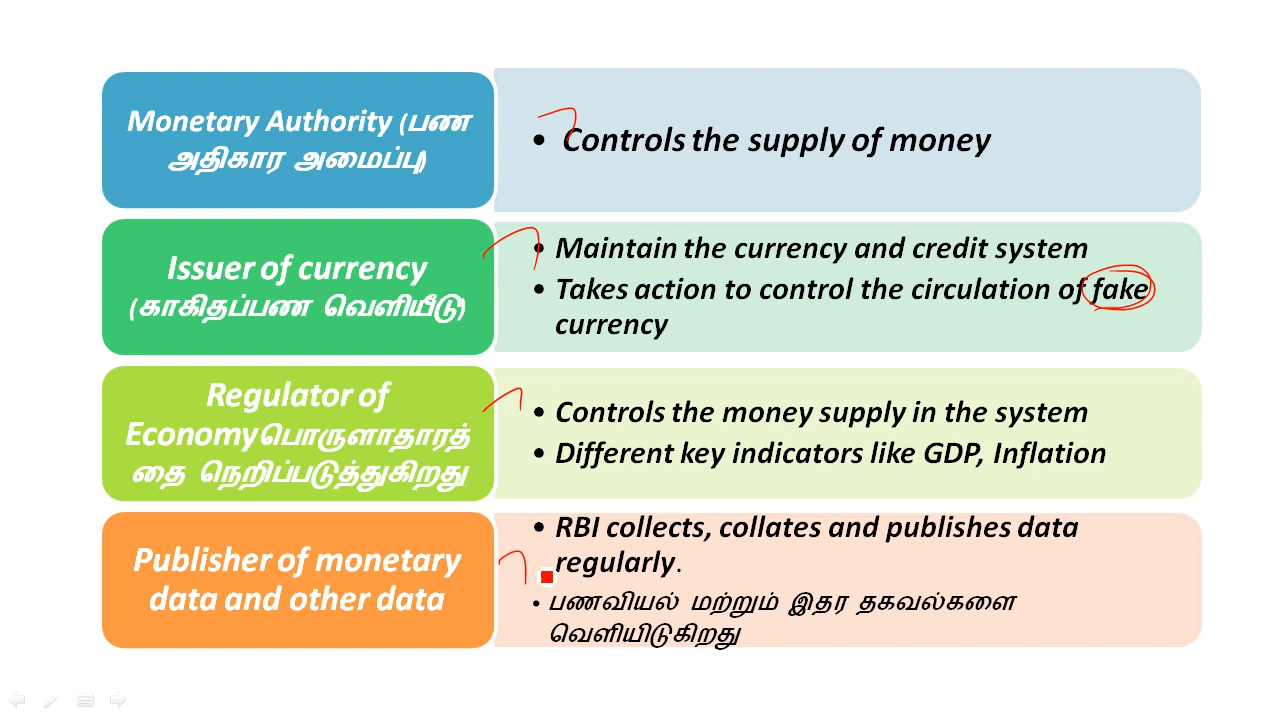 Monetary Authority (பண
அதிகார அமைப்பு)
• Controls the supply of money
Issuer of currency
(காகிதப்பண வெளியீடு)
• Maintain the currency and credit system
• Takes action to control the circulation of fake
currency
Regulator of
Economyபொருளாதாரத்
தை நெறிப்படுத்துகிறது
• Controls the money supply in the system
• Different key indicators like GDP, Inflation
Publisher of monetary
data and other data
• RBI collects, collates and publishes data
regularly.
• பணவியல் மற்றும் இதர தகவல்களை
வெளியிடுகிறது